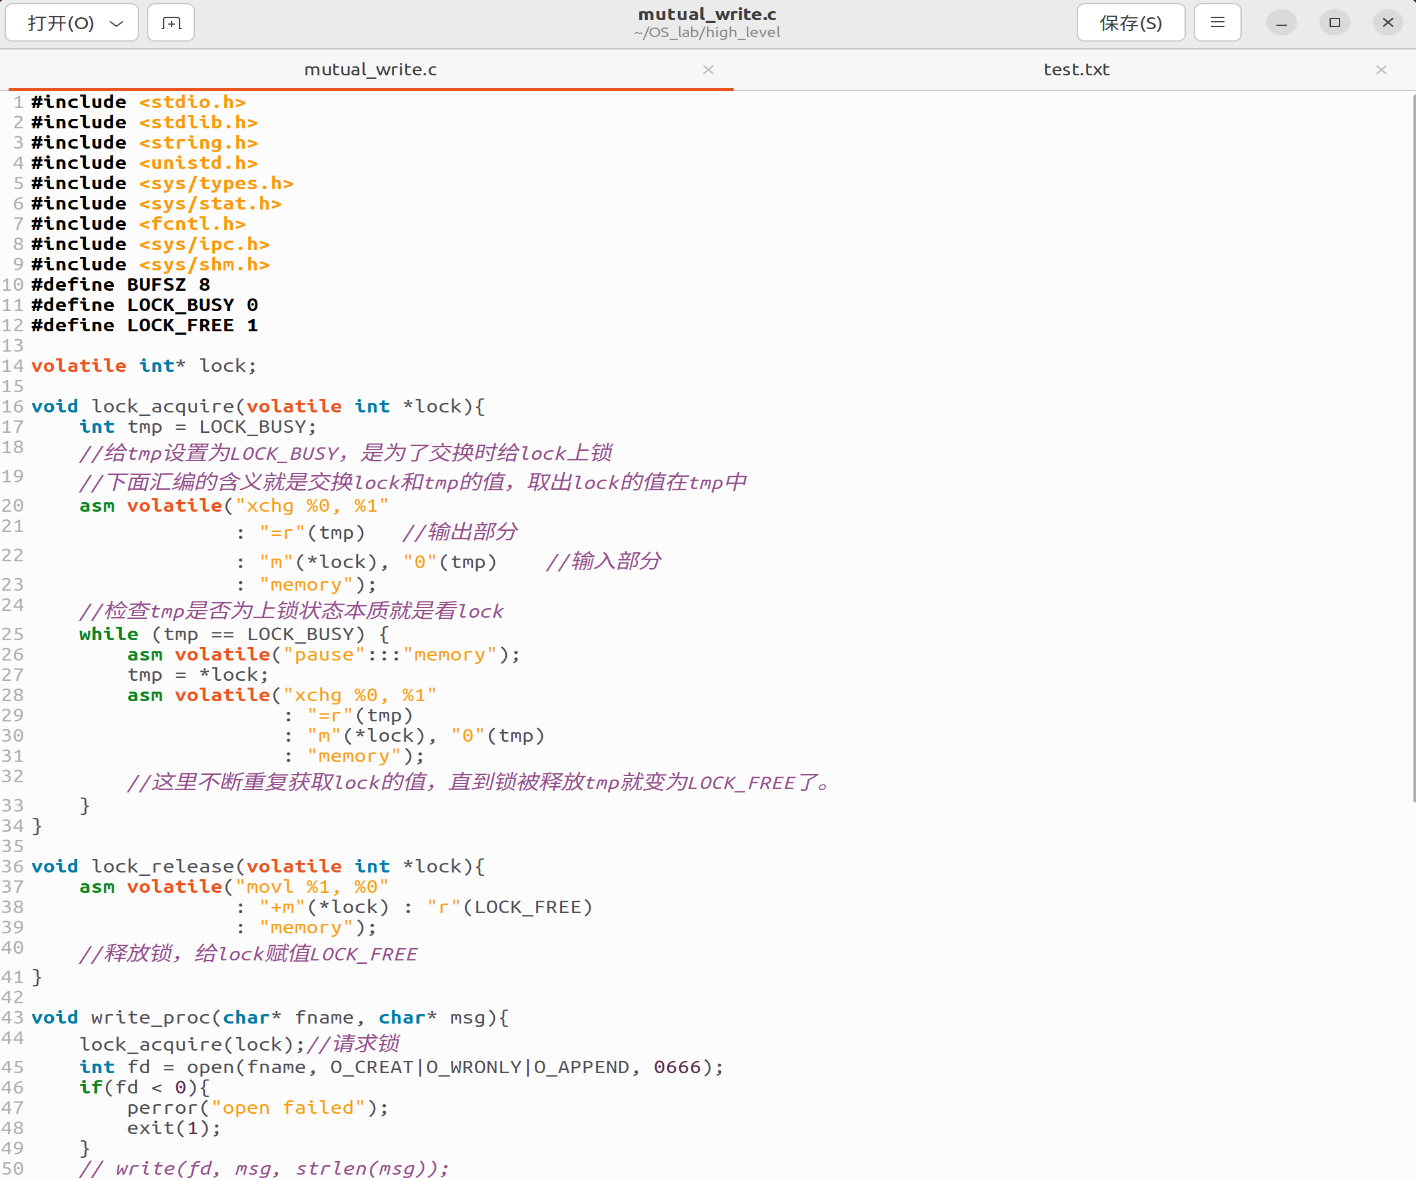 打开(O)
mutual_write.c
~/OS_lab/high_level
保存(S)
mutual_write.c
test.txt
1 #include <stdio.h>
2 #include <stdlib.h>
3 #include <string.h>
4 #include <unistd.h>
5 #include <sys/types.h>
6 #include <sys/stat.h>
7 #include <fcntl.h>
8 #include <sys/ipc.h>
9 #include <sys/shm.h>
10 #define BUFSZ 8
11 #define LOCK_BUSY 0
12 #define LOCK_FREE 1
13
14 volatile int* lock;
15
16 void lock_acquire(volatile int *lock){
17     int tmp = LOCK_BUSY;
18     //给tmp设置为LOCK_BUSY，是为了交换时给lock上锁
19     //下面汇编的含义就是交换lock和tmp的值，取出lock的值在tmp中
20     asm volatile("xchg %0, %1"
21                  : "=r"(tmp)   //输出部分
22                  : "m"(*lock), "0"(tmp)    //输入部分
23                  : "memory");
24     //检查tmp是否为上锁状态本质就是看lock
25     while (tmp == LOCK_BUSY) {
26         asm volatile("pause":::"memory");
27         tmp = *lock;
28         asm volatile("xchg %0, %1"
29                      : "=r"(tmp)
30                      : "m"(*lock), "0"(tmp)
31                      : "memory");
32         //这里不断重复获取lock的值，直到锁被释放tmp就变为LOCK_FREE了。
33     }
34 }
35
36 void lock_release(volatile int *lock){
37     asm volatile("movl %1, %0"
38                  : "+m"(*lock) : "r"(LOCK_FREE)
39                  : "memory");
40     //释放锁，给lock赋值LOCK_FREE
41 }
42
43 void write_proc(char* fname, char* msg){
44     lock_acquire(lock);//请求锁
45     int fd = open(fname, O_CREAT|O_WRONLY|O_APPEND, 0666);
46     if(fd < 0){
47         perror("open failed");
48         exit(1);
49     }
50     // write(fd, msg, strlen(msg));